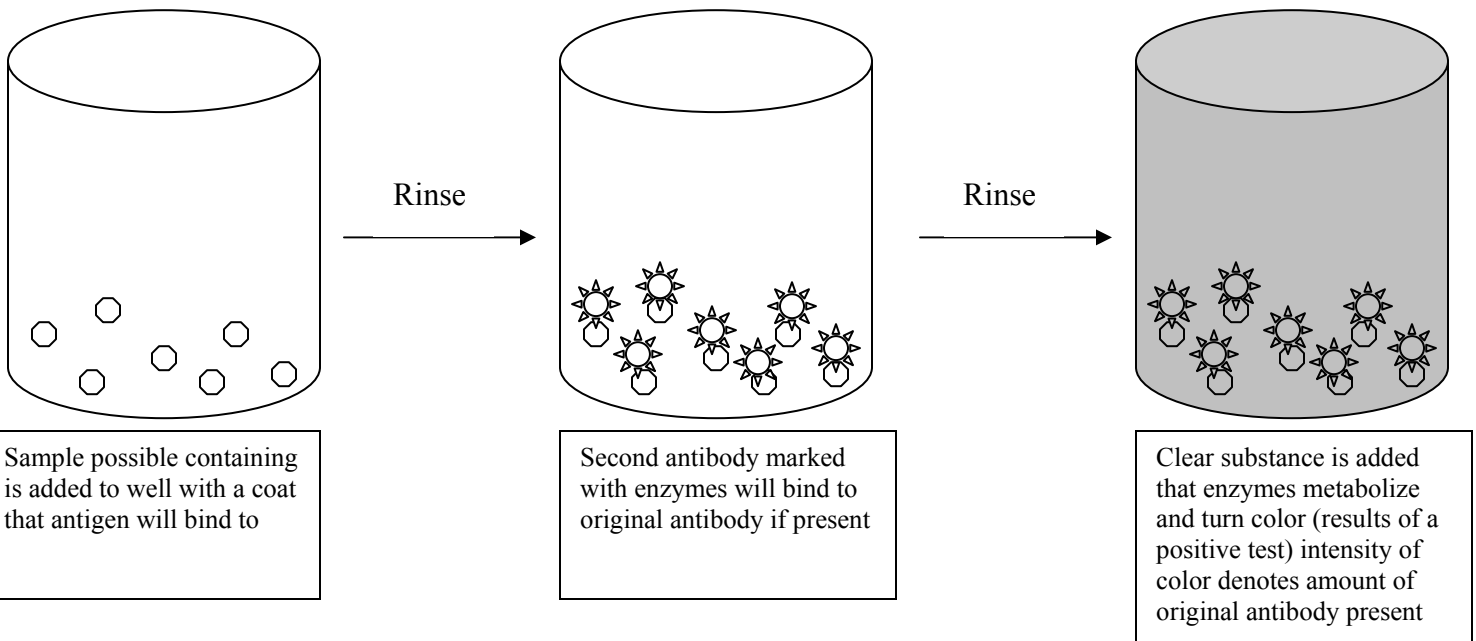 Rinse
Rinse
Sample possible containing
is added to well with a coat
that antigen will bind to
Second antibody marked
with enzymes will bind to
original antibody if present
Clear substance is added
that enzymes metabolize
and turn color (results of a
positive test) intensity of
color denotes amount of
original antibody present